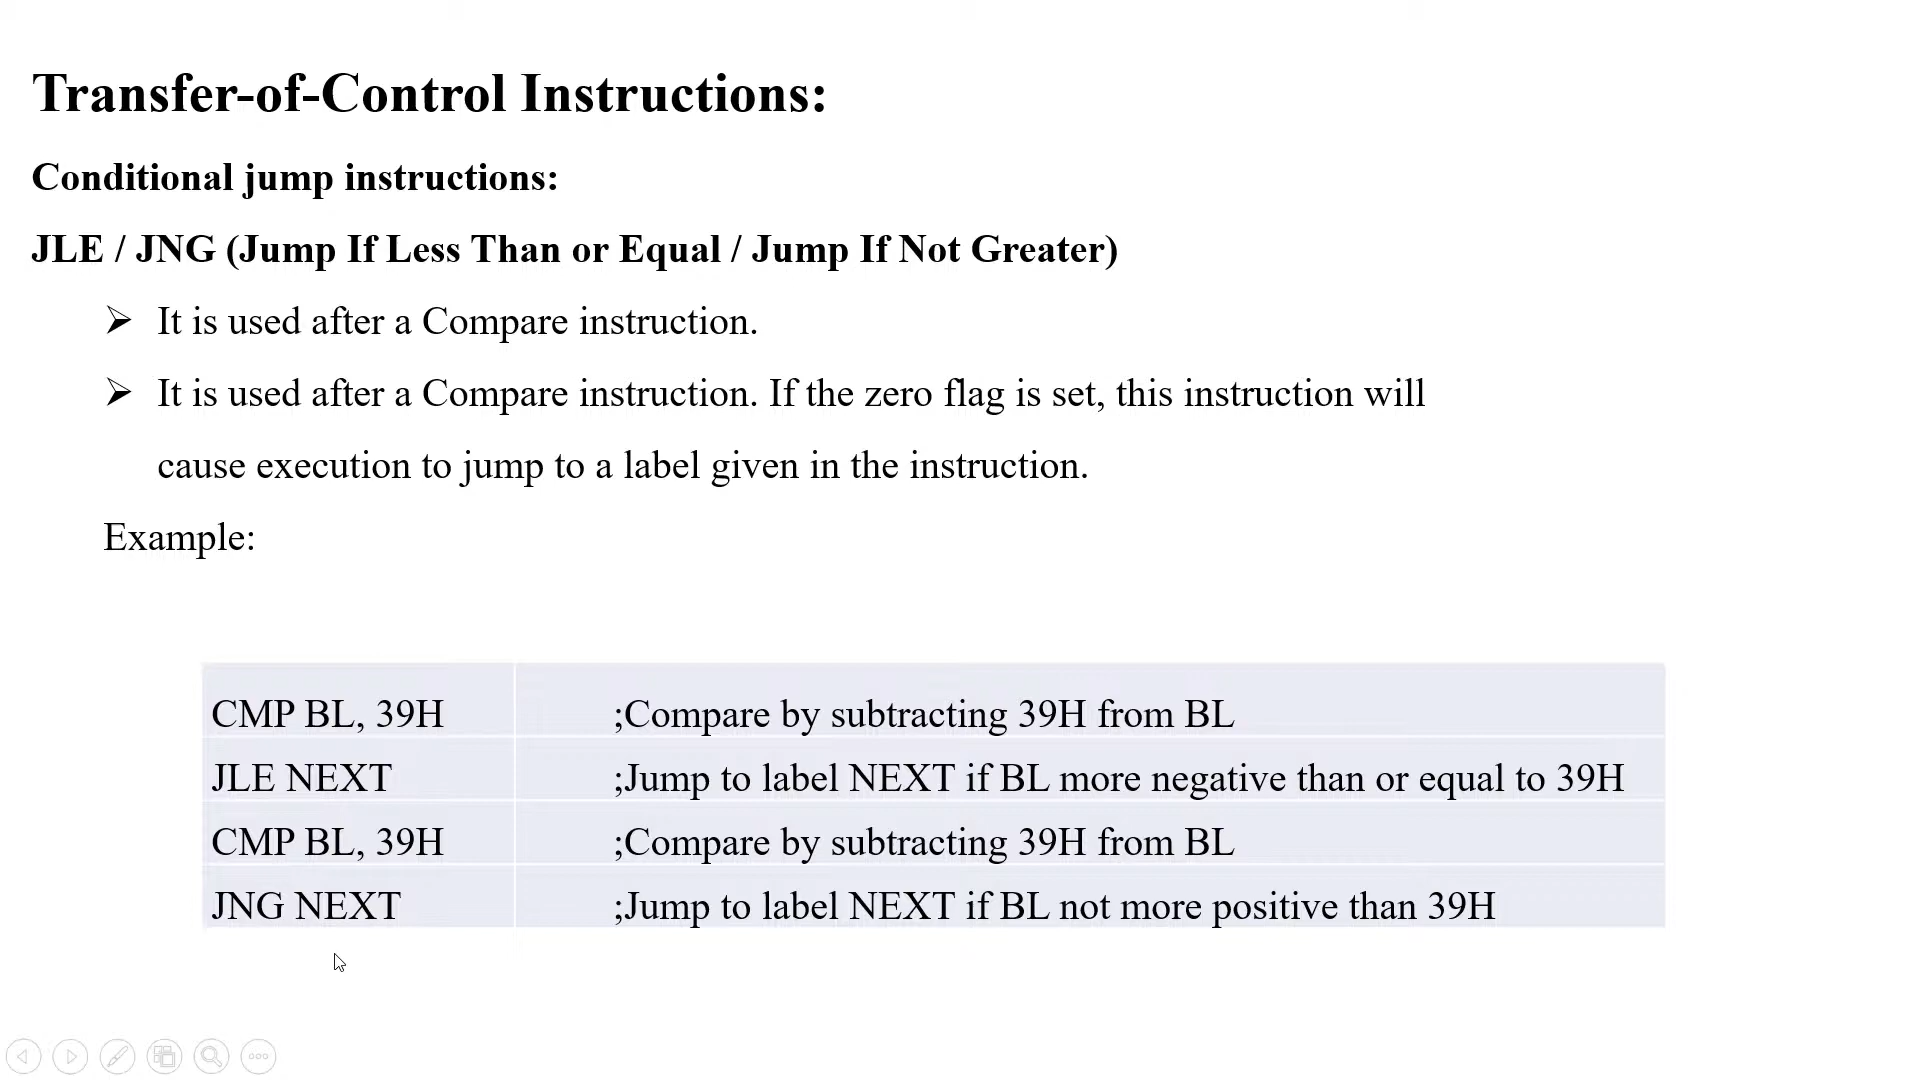 Transfer-of-Control Instructions:
Conditional jump instructions:
JLE / JNG (Jump If Less Than or Equal / Jump If Not Greater)
➢ It is used after a Compare instruction.
➢ It is used after a Compare instruction. If the zero flag is set, this instruction will
cause execution to jump to a label given in the instruction.
Example:
CMP BL, 39H ;Compare by subtracting 39H from BL
JLE NEXT ;Jump to label NEXT if BL more negative than or equal to 39H
CMP BL, 39H ;Compare by subtracting 39H from BL
JNG NEXT ;Jump to label NEXT if BL not more positive than 39H